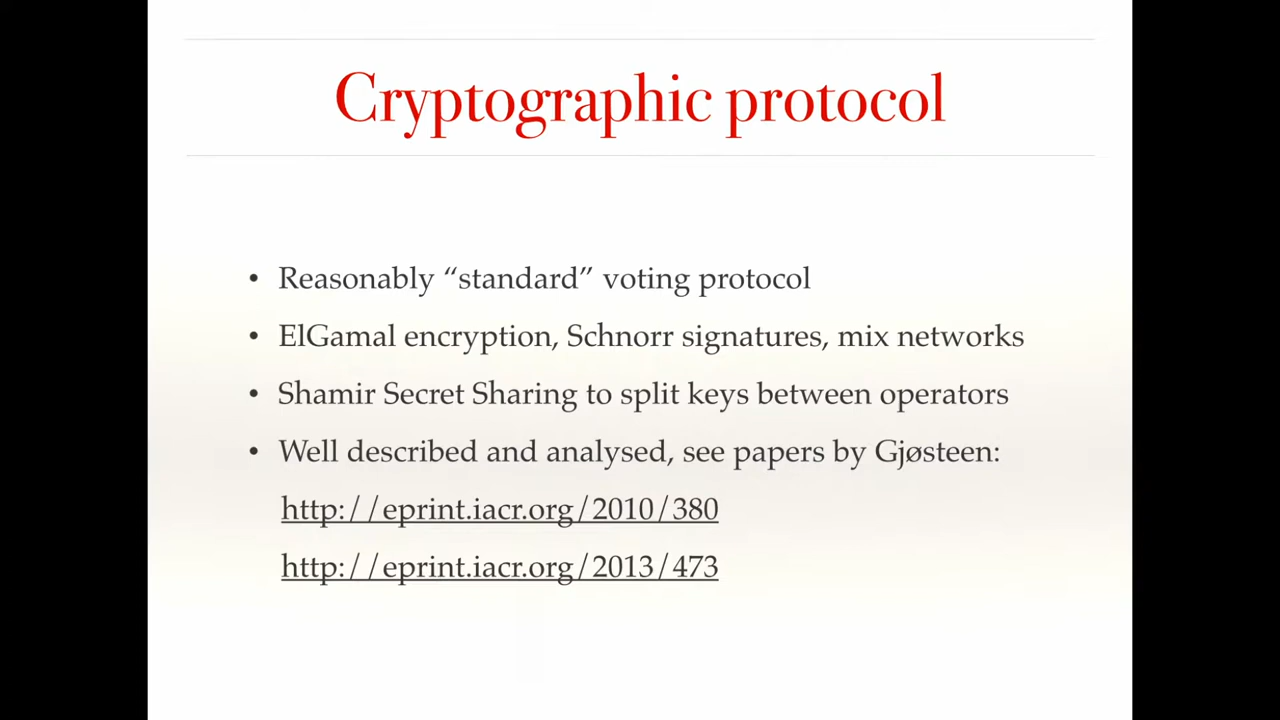 Cryptographic protocol
• Reasonably “standard” voting protocol
• ElGamal encryption, Schnorr signatures, mix networks
• Shamir Secret Sharing to split keys between operators
• Well described and analysed, see papers by Gjøsteen:
http://eprint.iacr.org/2010/380
http://eprint.iacr.org/2013/473